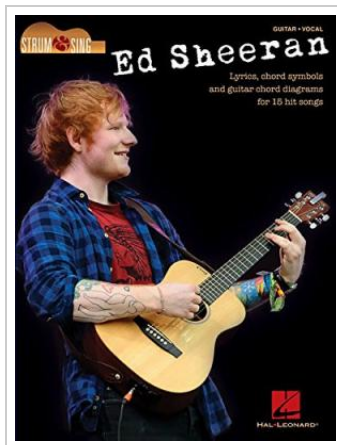 STRUM & SING
GUITAR • VOCAL
Ed Sheeran
Lyrics, chord symbols
and guitar chord diagrams
for 15 hit songs
HAL•LEONARD®